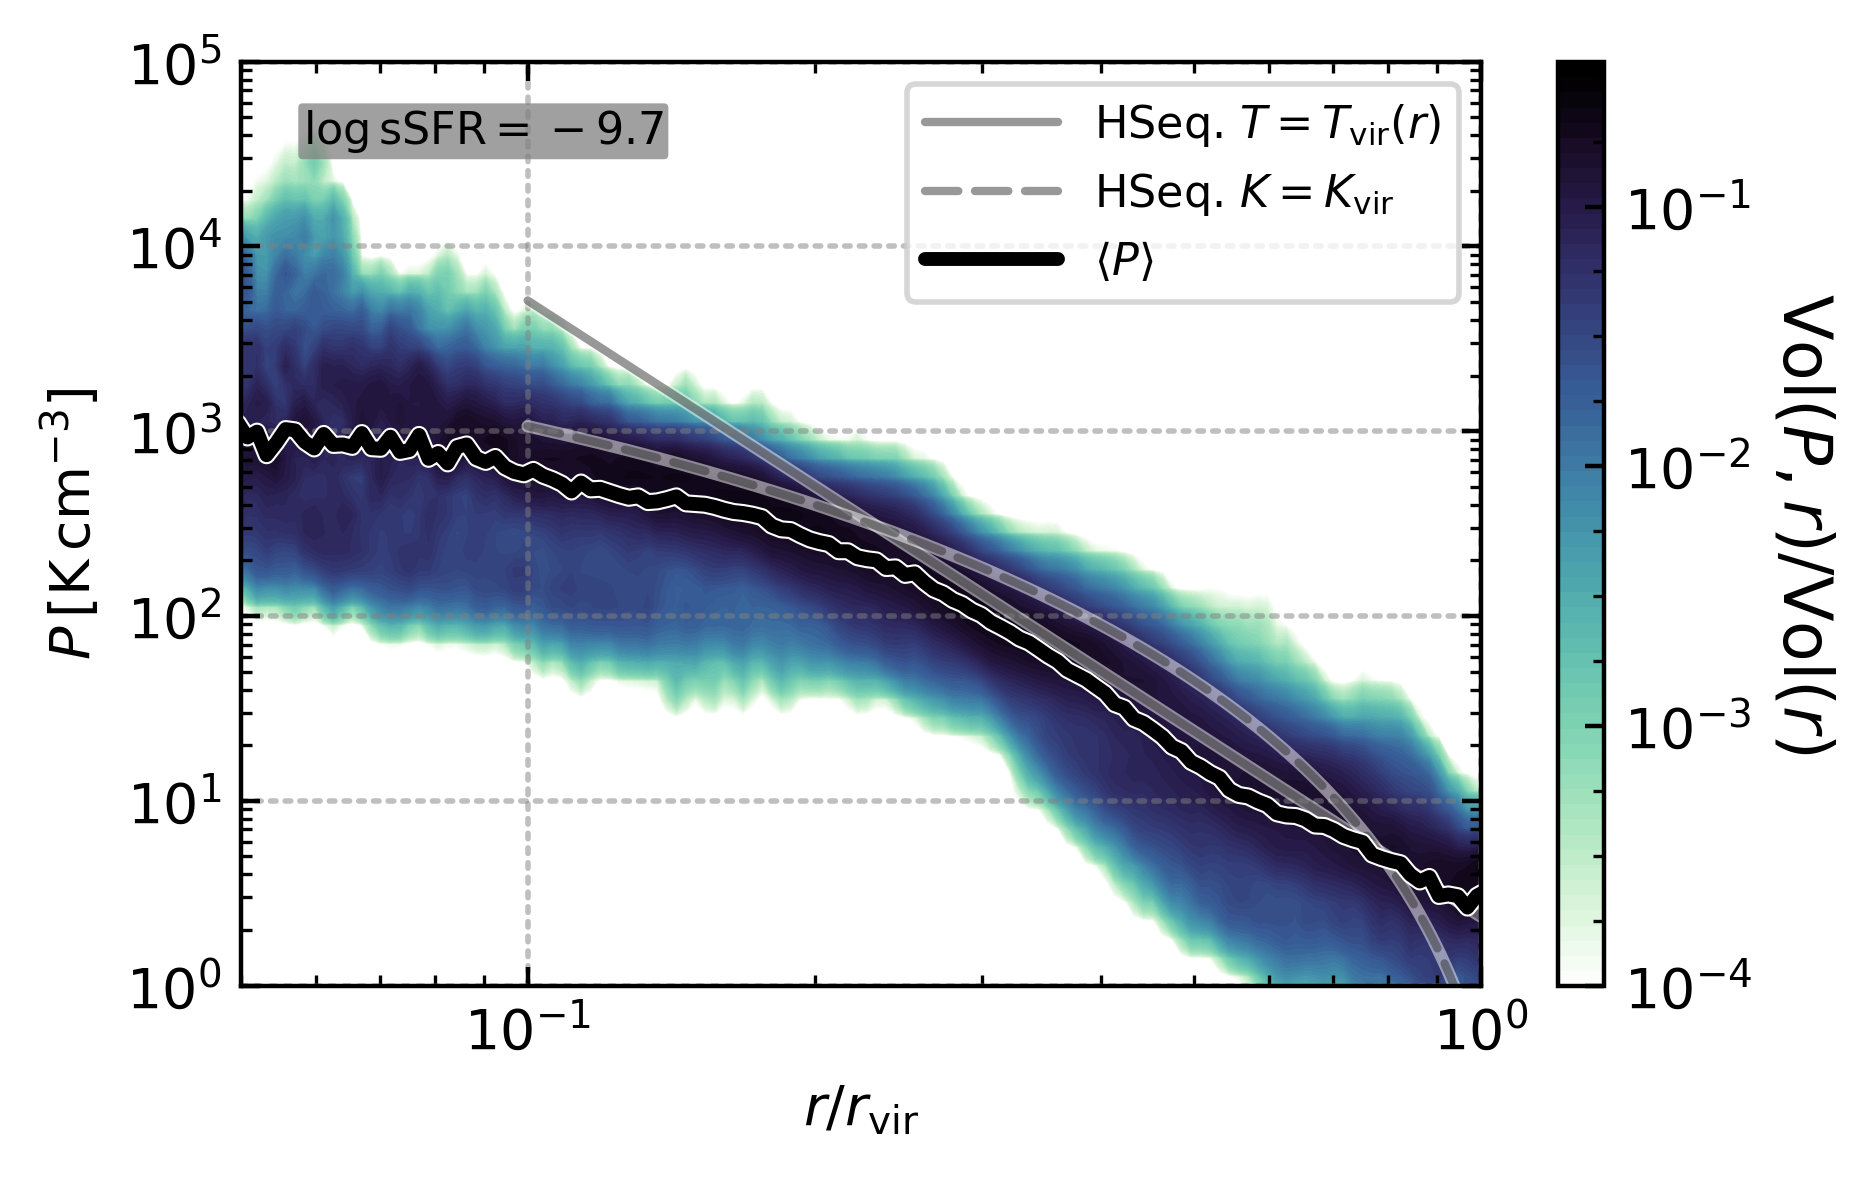 10^5
10^4
10^3
10^2
10^1
10^0
P [K cm^−3]
log sSFR = −9.7
HSeq. T = T_vir(r)
HSeq. K = K_vir
⟨P⟩
10^−1
10^0
r/r_vir
10^−1
10^−2
10^−3
10^−4
Vol(P, r)/Vol(r)